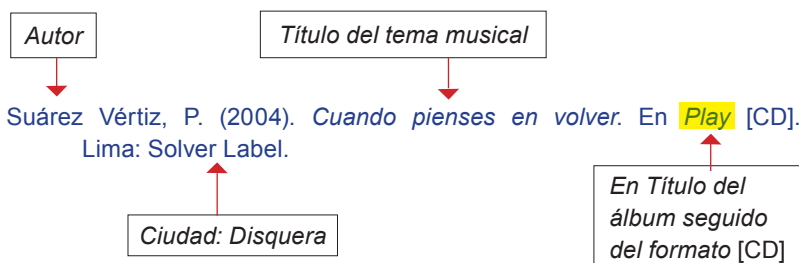 Autor
Título del tema musical
Suárez Vértiz, P. (2004). Cuando pienses en volver. En Play [CD].
Lima: Solver Label.
Ciudad: Disquera
En Título del
álbum seguido
del formato [CD]